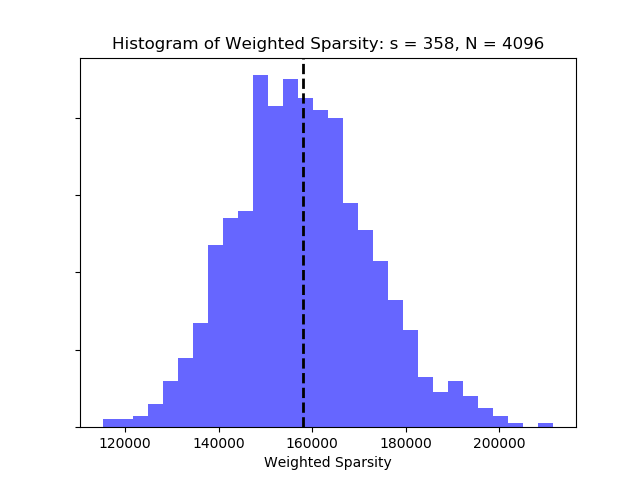 Histogram of Weighted Sparsity: s = 358, N = 4096
120000 140000 160000 180000 200000
Weighted Sparsity